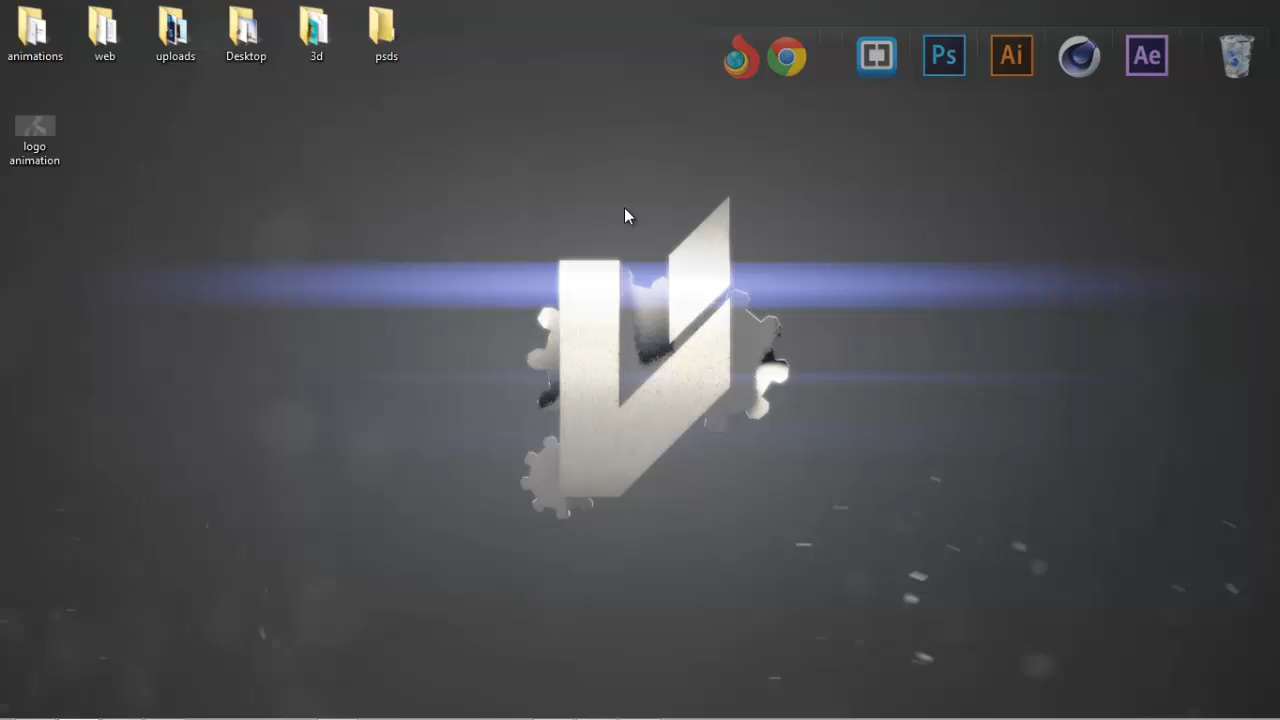 animations
web
uploads
Desktop
3d
psds
Ps
Ai
Ae
logo
animation